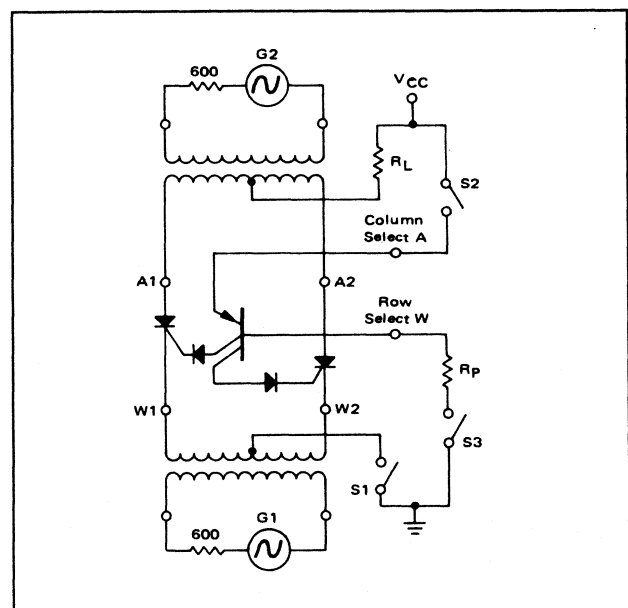 G2
600
VCC
RL
S2
Column
Select A
A1
A2
Row
Select W
RP
W1
W2
S3
S1
G1
600